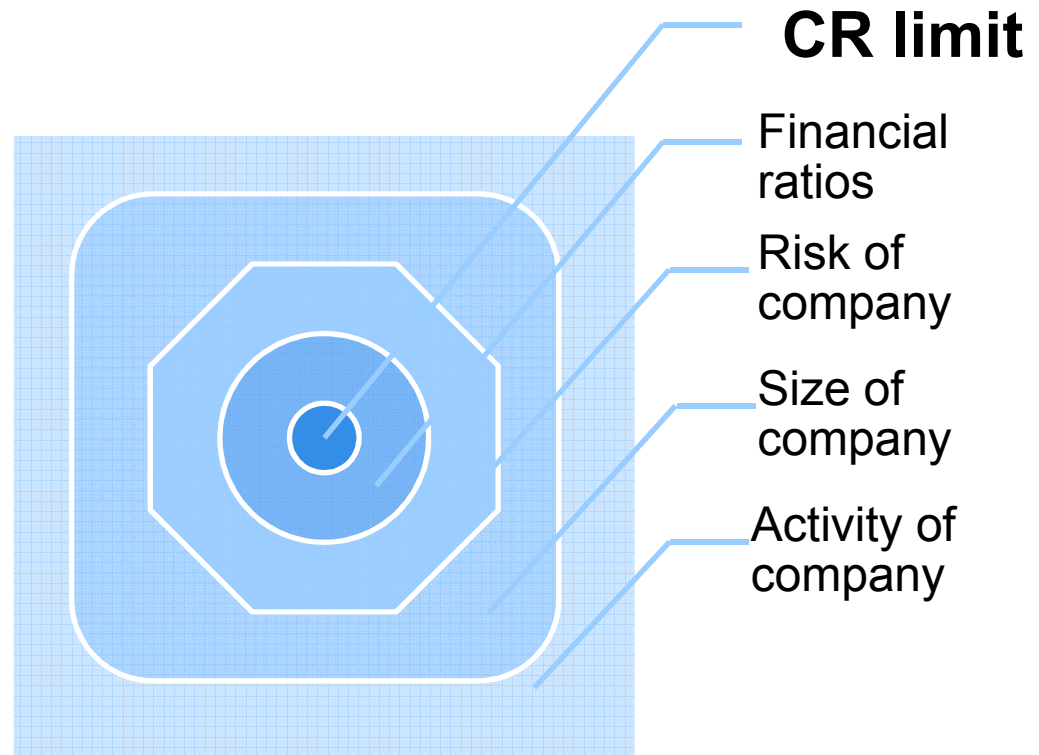 CR limit
Financial
ratios
Risk of
company
Size of
company
Activity of
company